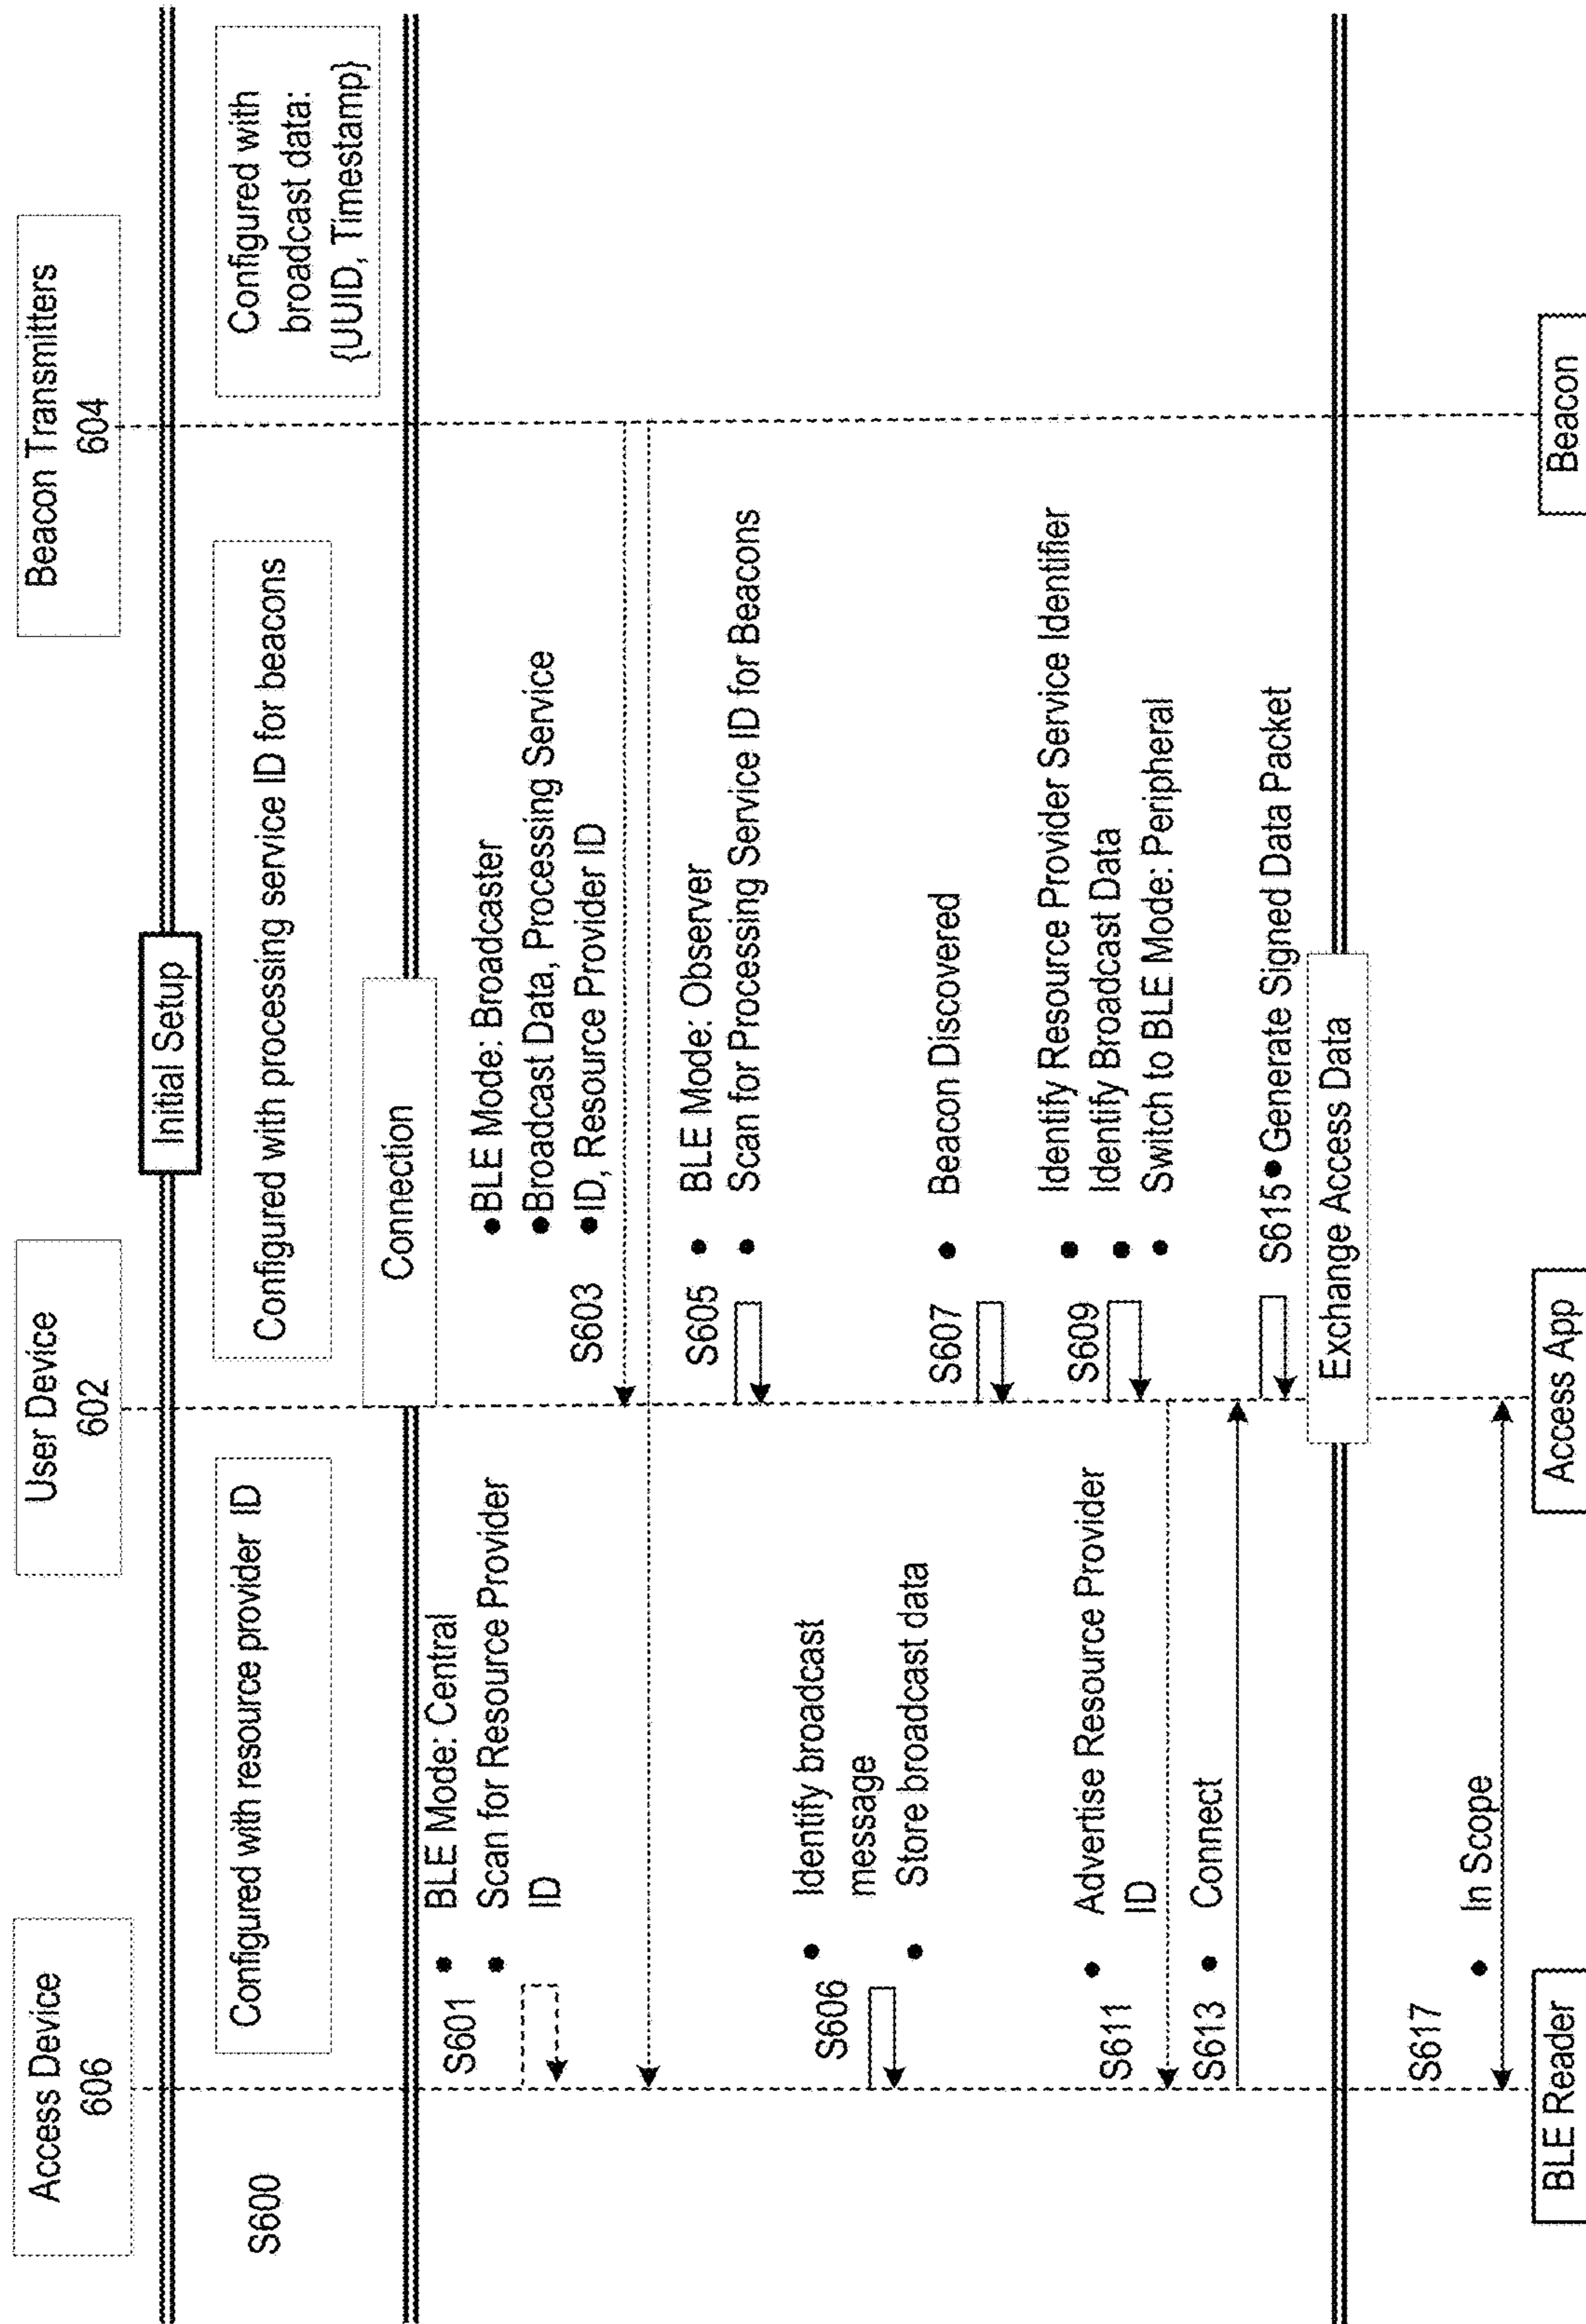 Access Device
606
User Device
602
Beacon Transmitters
604
Initial Setup
S600
Configured with resource provider ID
Configured with processing service ID for beacons
Configured with
broadcast data:
{UUID, Timestamp}
Connection
S601
• BLE Mode: Central
• Scan for Resource Provider
ID
S603
•BLE Mode: Broadcaster
•Broadcast Data, Processing Service
•ID, Resource Provider ID
S605
• BLE Mode: Observer
• Scan for Processing Service ID for Beacons
S606
• Identify broadcast
message
• Store broadcast data
S607
• Beacon Discovered
S609
• Identify Resource Provider Service Identifier
• Identify Broadcast Data
• Switch to BLE Mode: Peripheral
S611
• Advertise Resource Provider
ID
S613 • Connect
S615•Generate Signed Data Packet
Exchange Access Data
S617
• In Scope
BLE Reader
Access App
Beacon